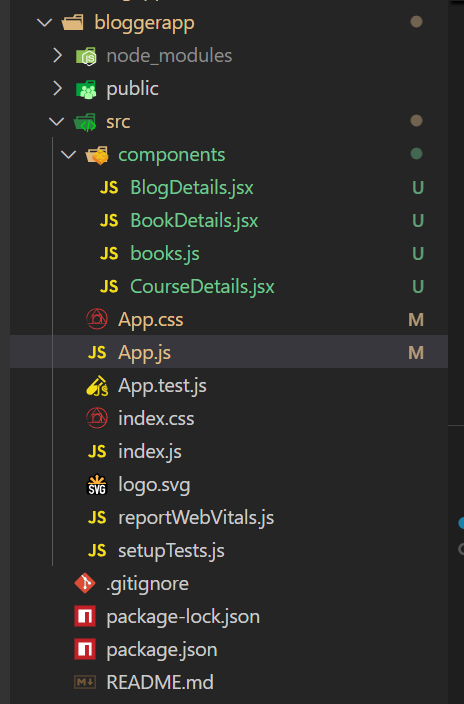 bloggerapp
node_modules
public
src
components
JS BlogDetails.jsx U
JS BookDetails.jsx U
JS books.js U
JS CourseDetails.jsx U
App.css M
JS App.js M
App.test.js
index.css
JS index.js
SVG logo.svg
JS reportWebVitals.js
JS setupTests.js
.gitignore
package-lock.json
package.json
README.md